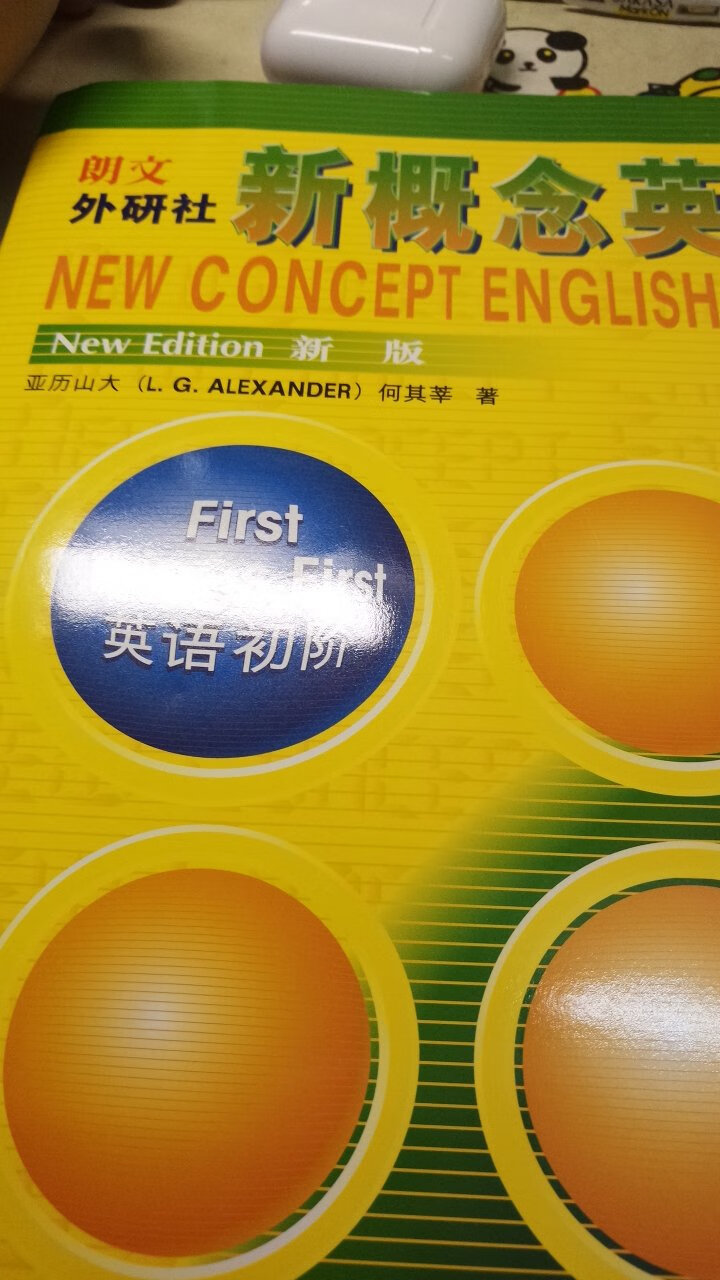 朗文
外研社
新概念英
NEW CONCEPT ENGLISH
New Edition 新 版
亚历山大（L. G. ALEXANDER）何其莘 著
First
First
英语初阶